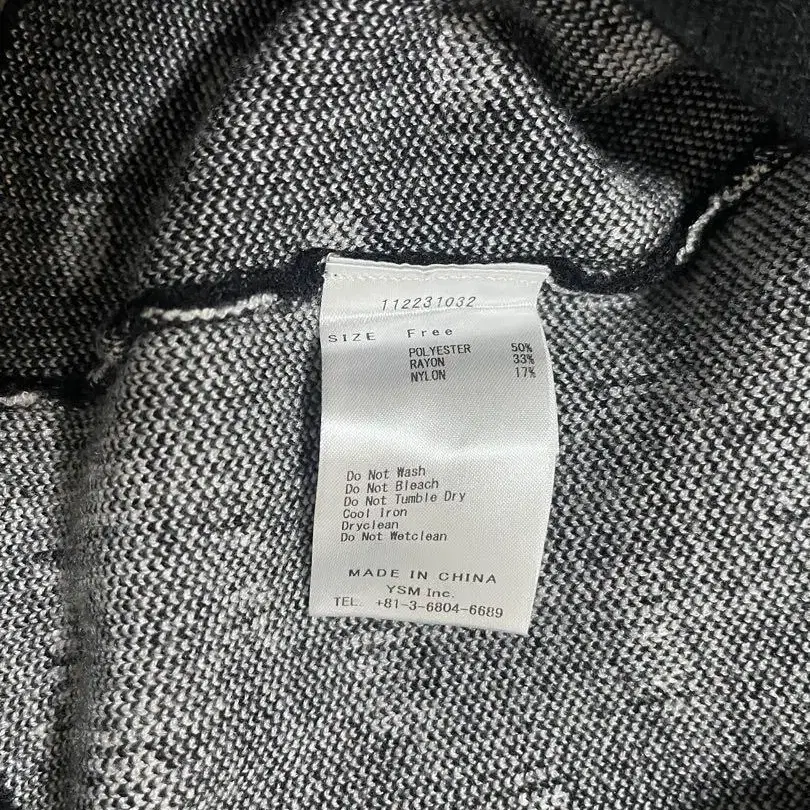 112231032
SIZE Free
POLYESTER 50%
RAYON 33%
NYLON 17%
Do Not Wash
Do Not Bleach
Do Not Tumble Dry
Cool Iron
Dryclean
Do Not Wetclean
MADE IN CHINA
YSM Inc.
TEL. +81-3-6804-6689